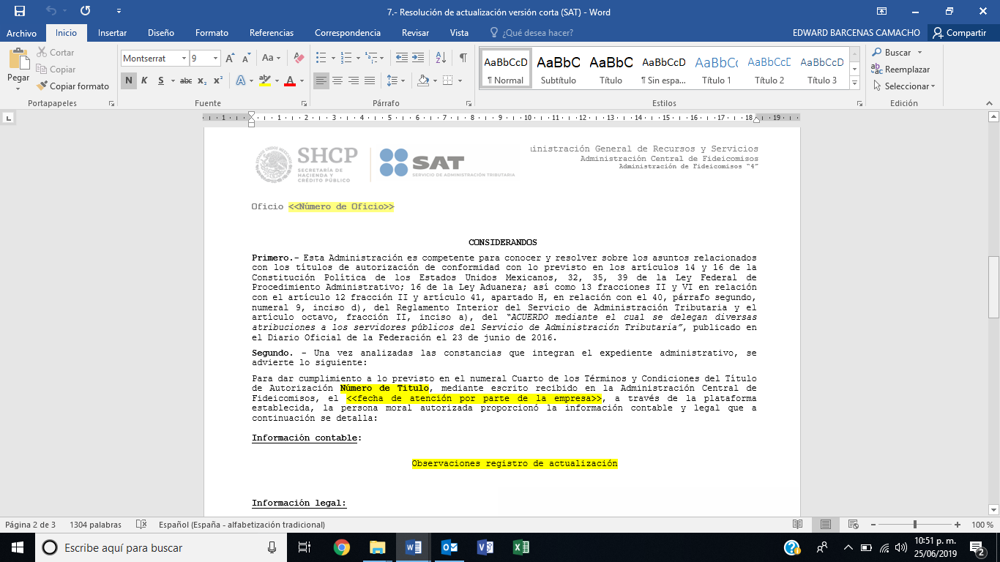 7.- Resolución de actualización versión corta (SAT) - Word
Archivo Inicio Insertar Diseño Formato Referencias Correspondencia Revisar Vista ¿Qué desea hacer? EDWARD BARCENAS CAMACHO Compartir
Pegar
Cortar
Copiar
Copiar formato
Portapapeles
Montserrat 9
N K S abc x₂ x²
Fuente
Párrafo
AaBbCcD AaBbC AaBbC AaBbCcD AaBbCc AaBbCcD AaBbCcD
¶ Normal Subtítulo Título ¶ Sin espa... Título 1 Título 2 Título 3
Estilos
Buscar
Reemplazar
Seleccionar
Edición
1 1 2 3 4 5 6 7 8 9 10 11 12 13 14 15 16 17 18 19
SHCP
SECRETARÍA DE
HACIENDA Y
CRÉDITO PÚBLICO
SAT
SERVICIO DE ADMINISTRACIÓN TRIBUTARIA
inistración General de Recursos y Servicios
Administración Central de Fideicomisos
Administración de Fideicomisos “4”
Oficio <<Número de Oficio>>
CONSIDERANDOS
Primero.- Esta Administración es competente para conocer y resolver sobre los asuntos relacionados
con los títulos de autorización de conformidad con lo previsto en los artículos 14 y 16 de la
Constitución Política de los Estados Unidos Mexicanos, 32, 35, 39 de la Ley Federal de
Procedimiento Administrativo; 16 de la Ley Aduanera; así como 13 fracciones II y VI en relación
con el artículo 12 fracción II y artículo 41, apartado H, en relación con el 40, párrafo segundo,
numeral 9, inciso d), del Reglamento Interior del Servicio de Administración Tributaria y el
artículo octavo, fracción II, inciso a), del “ACUERDO mediante el cual se delegan diversas
atribuciones a los servidores públicos del Servicio de Administración Tributaria”, publicado en
el Diario Oficial de la Federación el 23 de junio de 2016.
Segundo. - Una vez analizadas las constancias que integran el expediente administrativo, se
advierte lo siguiente:
Para dar cumplimiento a lo previsto en el numeral Cuarto de los Términos y Condiciones del Título
de Autorización Número de Titulo, mediante escrito recibido en la Administración Central de
Fideicomisos, el <<fecha de atención por parte de la empresa>>, a través de la plataforma
establecida, la persona moral autorizada proporcionó la información contable y legal que a
continuación se detalla:
Información contable:
Observaciones registro de actualización
Información legal:
Página 2 de 3 1304 palabras Español (España - alfabetización tradicional) 100 %
Escribe aquí para buscar
10:51 p. m.
25/06/2019
2